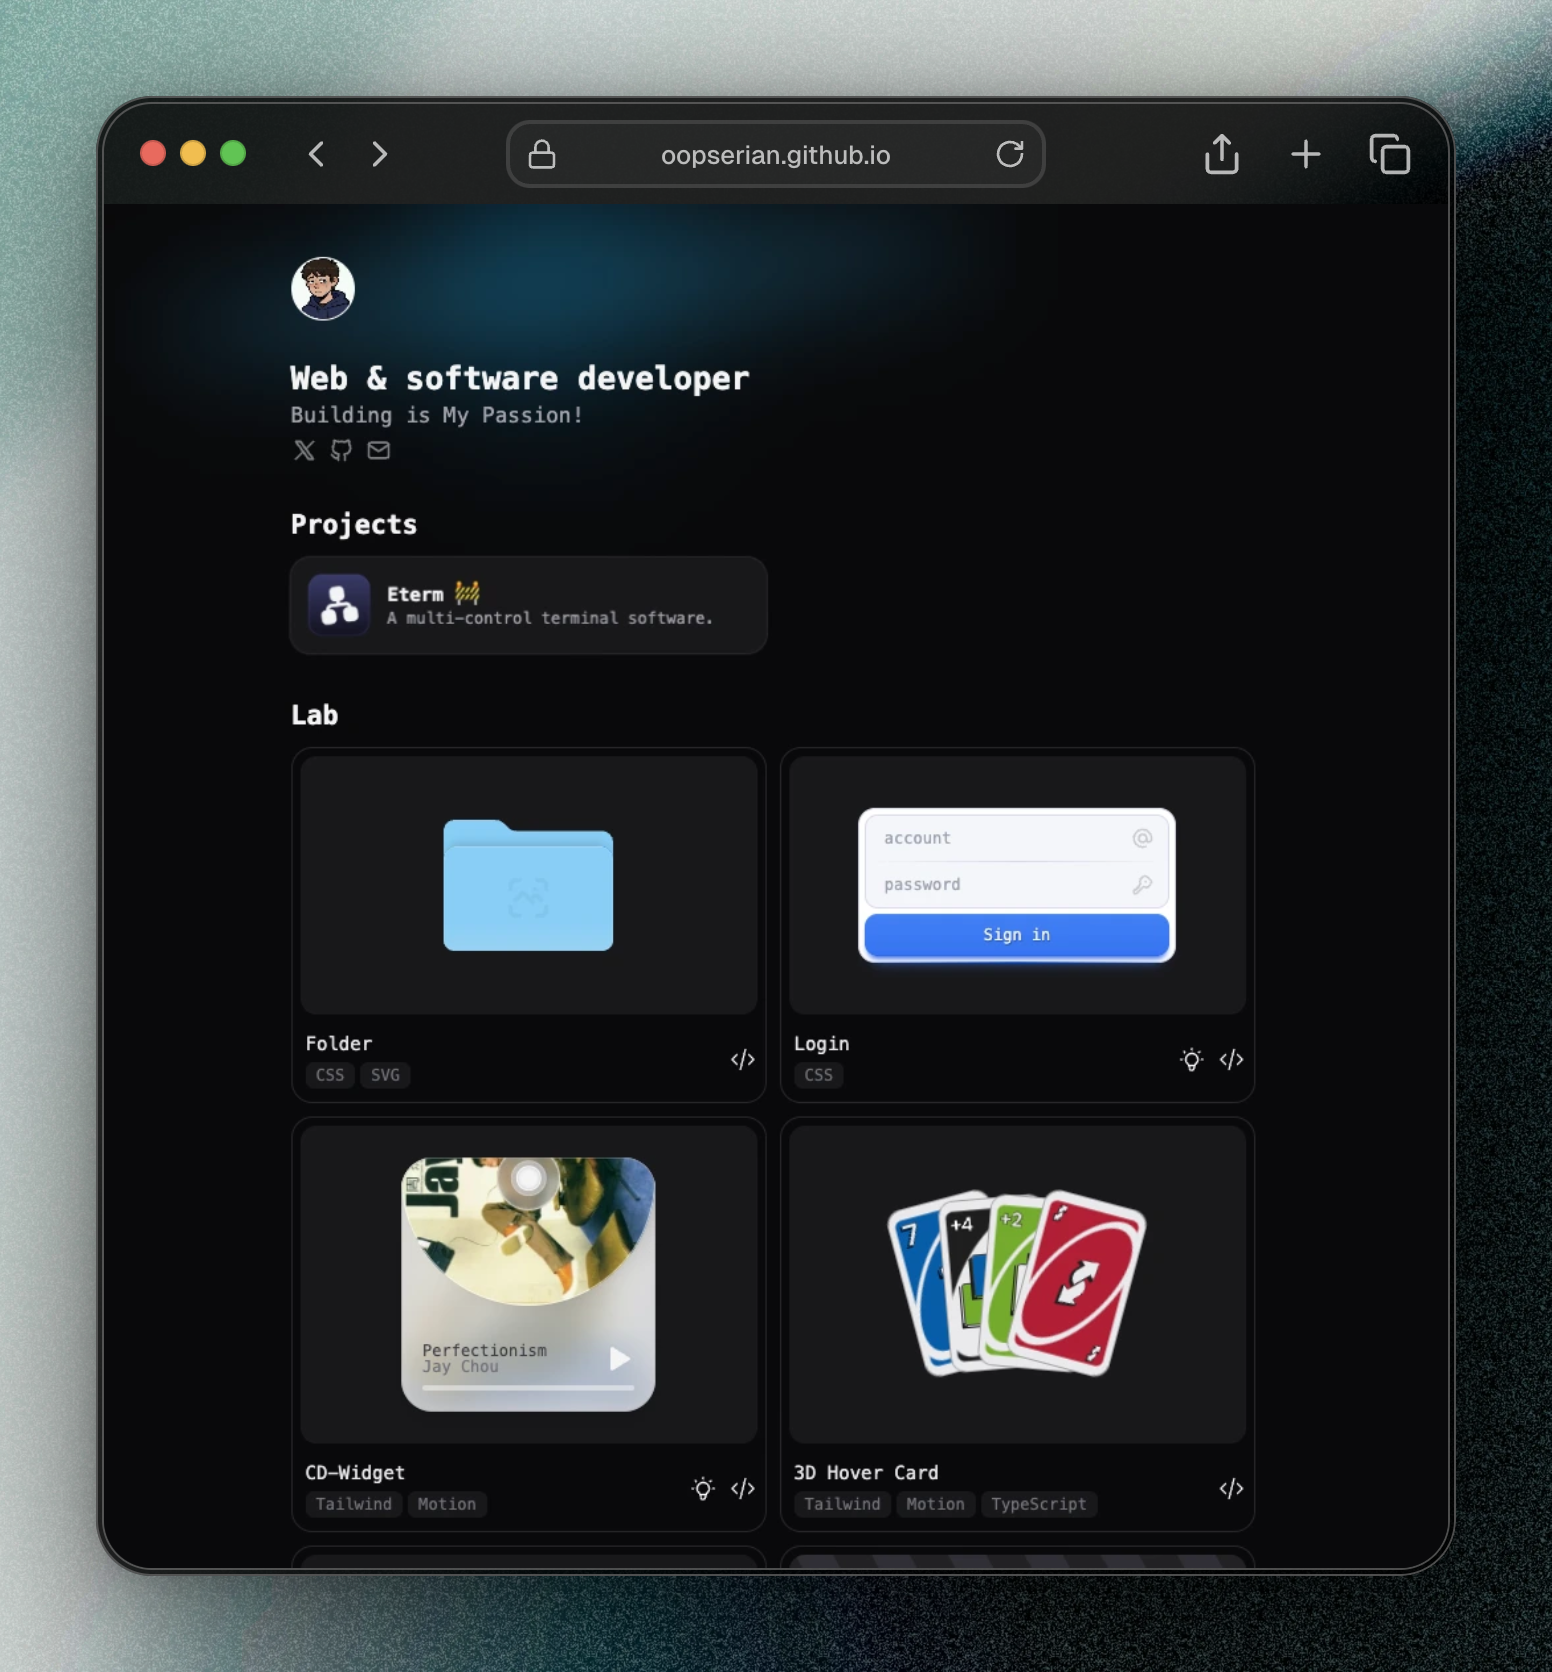 oopserian.github.io
Web & software developer
Building is My Passion!
Projects
Eterm 🚧
A multi-control terminal software.
Lab
account
password
Sign in
Folder
CSS SVG
Login
CSS
Jay
Perfectionism
Jay Chou
7
+4
+2
CD-Widget
Tailwind Motion
3D Hover Card
Tailwind Motion TypeScript